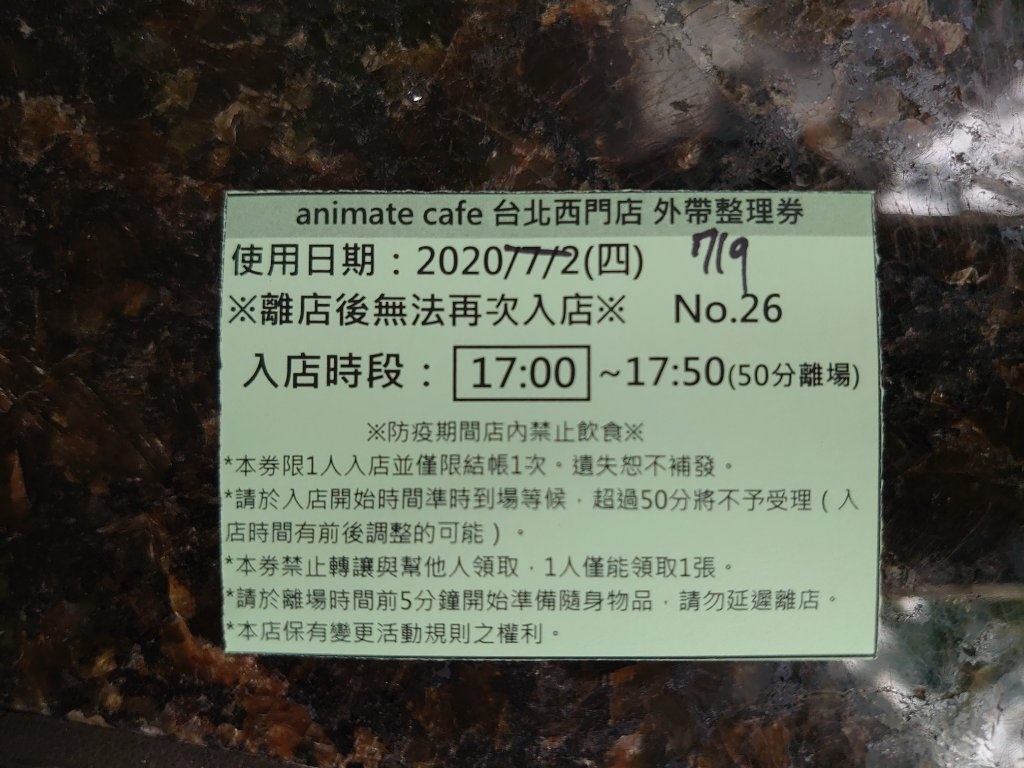 animate cafe 台北西門店 外帶整理券
使用日期：2020/7/2(四) 7/9
※離店後無法再次入店※ No.26
入店時段： 17:00 ~17:50(50分離場)
※防疫期間店內禁止飲食※
*本券限1人入店並僅限結帳1次。遺失恕不補發。
*請於入店開始時間準時到場等候，超過50分將不予受理（入
店時間有前後調整的可能）。
*本券禁止轉讓與幫他人領取，1人僅能領取1張。
*請於離場時間前5分鐘開始準備隨身物品，請勿延遲離店。
*本店保有變更活動規則之權利。